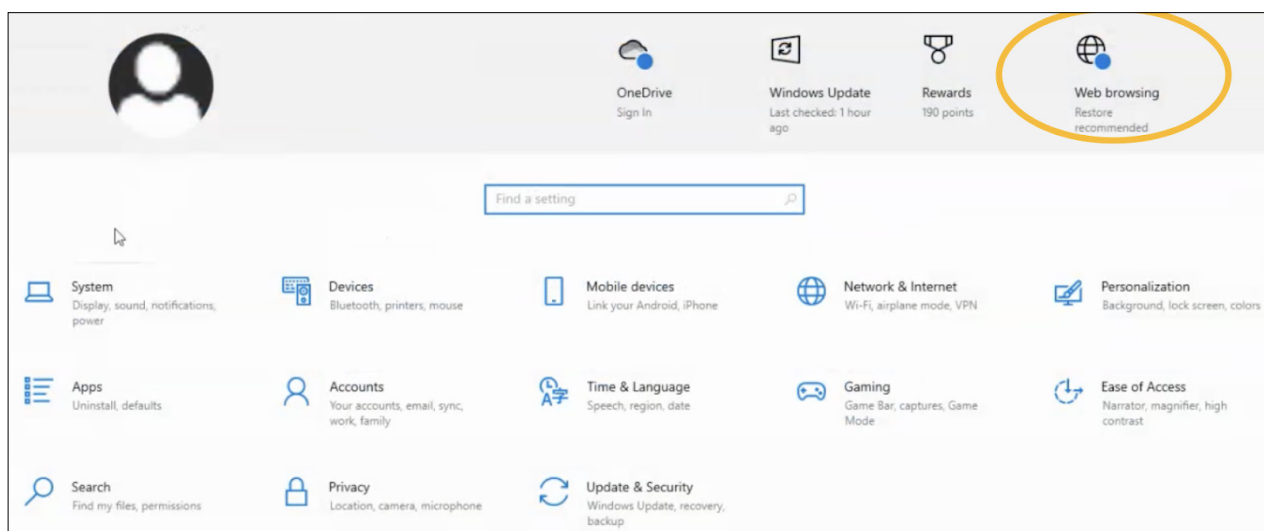 OneDrive
Sign In
Windows Update
Last checked: 1 hour
ago
Rewards
190 points
Web browsing
Restore
recommended
Find a setting
System
Display, sound, notifications,
power
Devices
Bluetooth, printers, mouse
Mobile devices
Link your Android, iPhone
Network & Internet
Wi-Fi, airplane mode, VPN
Personalization
Background, lock screen, colors
Apps
Uninstall, defaults
Accounts
Your accounts, email, sync,
work, family
Time & Language
Speech, region, date
Gaming
Game Bar, captures, Game
Mode
Ease of Access
Narrator, magnifier, high
contrast
Search
Find my files, permissions
Privacy
Location, camera, microphone
Update & Security
Windows Update, recovery,
backup